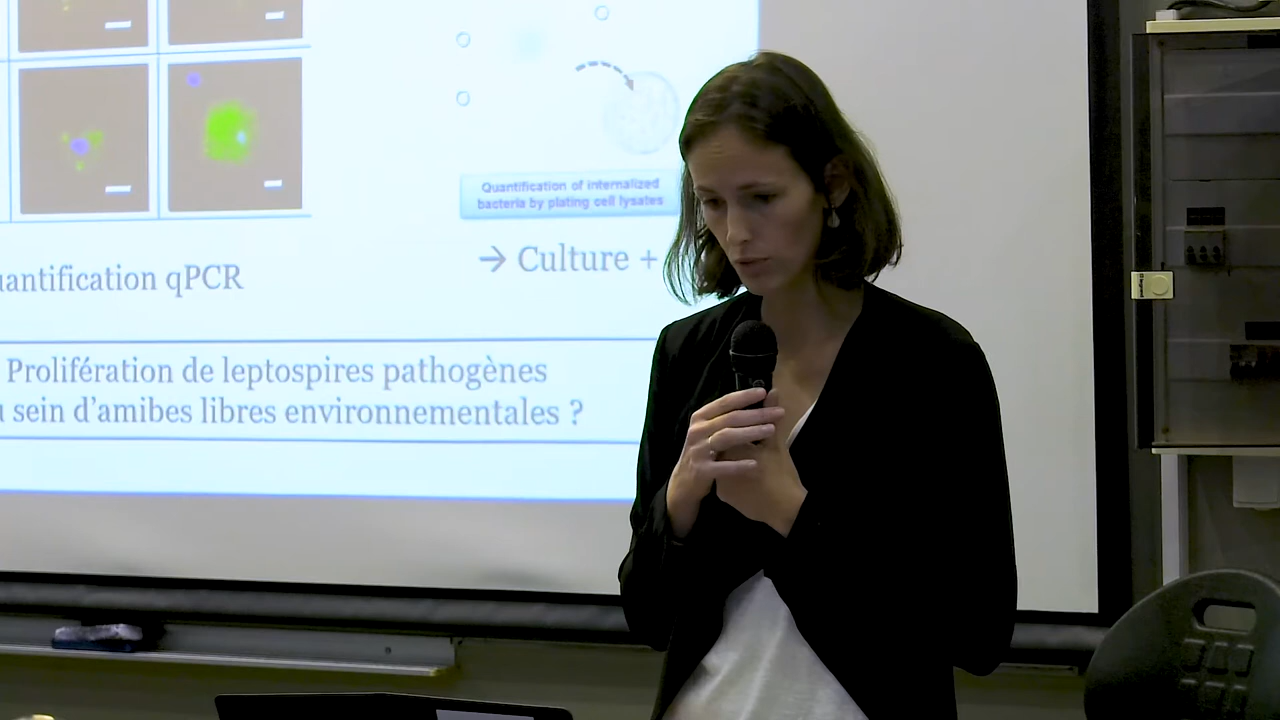 Quantification of internalized
bacteria by plating cell lysates
→ Culture +
uantification qPCR
Prolifération de leptospires pathogènes
u sein d'amibes libres environnementales ?